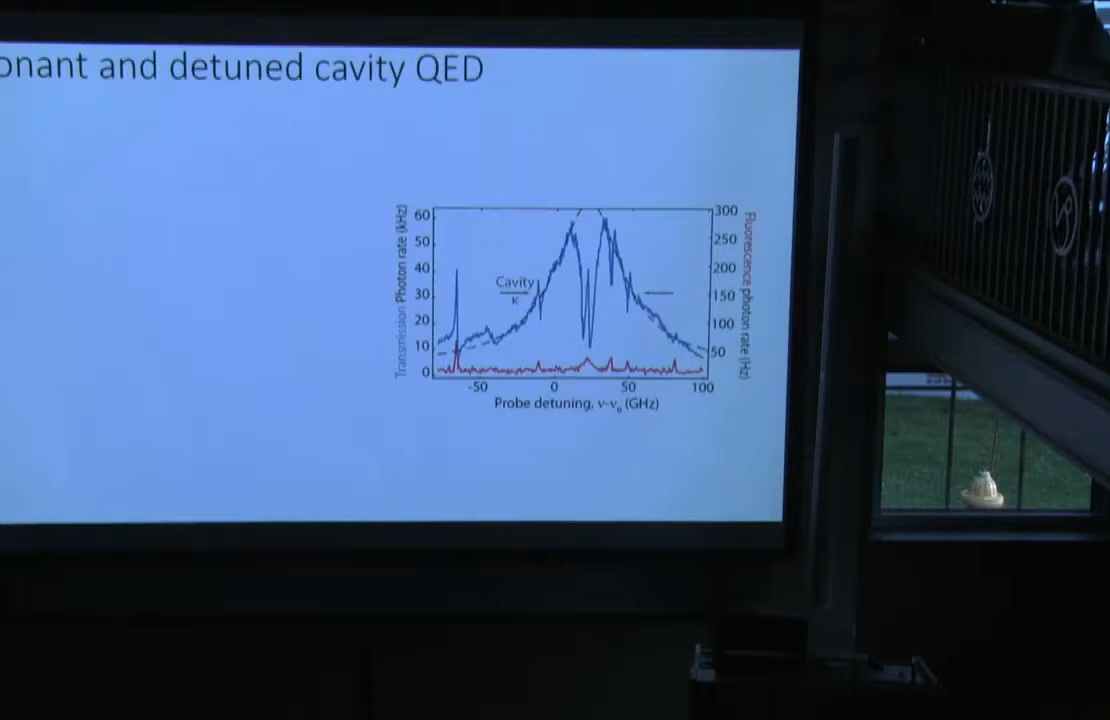 onant and detuned cavity QED
Transmission Photon rate (kHz)
60
50
40
30
20
10
0
Cavity
κ
300
250
200
150
100
50
Fluorescence photon rate (Hz)
-50 0 50 100
Probe detuning, ν-ν₀ (GHz)